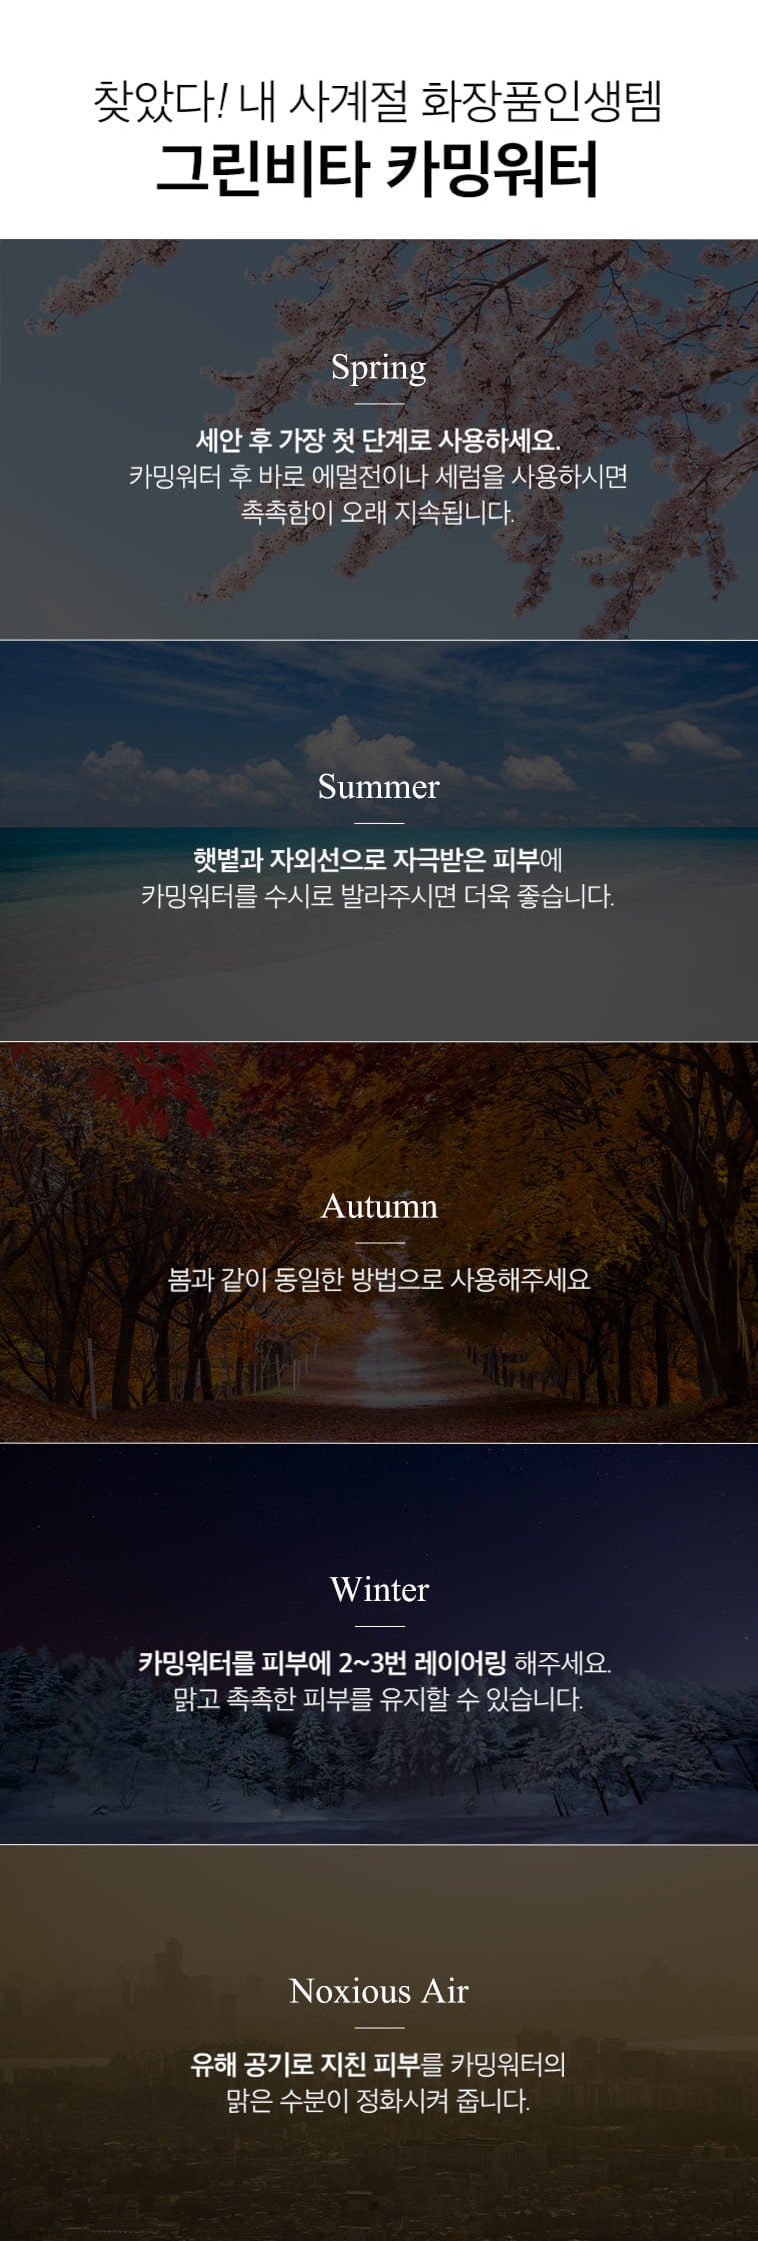 찾았다! 내 사계절 화장품인생템
그린비타 카밍워터
Spring
세안 후 가장 첫 단계로 사용하세요.
카밍워터 후 바로 에멀전이나 세럼을 사용하시면
촉촉함이 오래 지속됩니다.
Summer
햇볕과 자외선으로 자극받은 피부에
카밍워터를 수시로 발라주시면 더욱 좋습니다.
Autumn
봄과 같이 동일한 방법으로 사용해주세요
Winter
카밍워터를 피부에 2~3번 레이어링 해주세요.
맑고 촉촉한 피부를 유지할 수 있습니다.
Noxious Air
유해 공기로 지친 피부를 카밍워터의
맑은 수분이 정화시켜 줍니다.